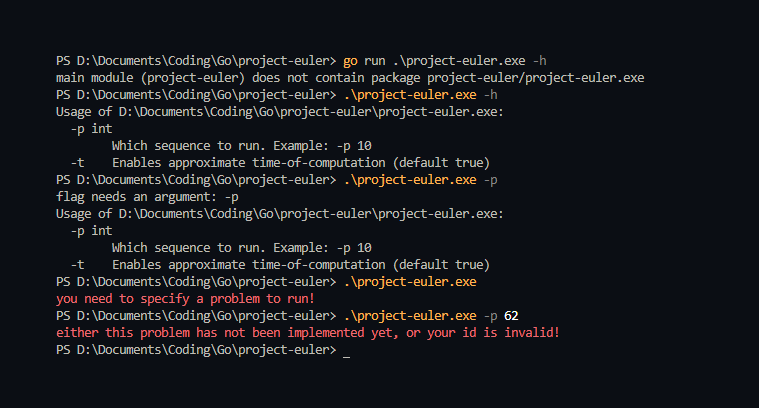 PS D:\Documents\Coding\Go\project-euler> go run .\project-euler.exe -h
main module (project-euler) does not contain package project-euler/project-euler.exe
PS D:\Documents\Coding\Go\project-euler> .\project-euler.exe -h
Usage of D:\Documents\Coding\Go\project-euler\project-euler.exe:
  -p int
        Which sequence to run. Example: -p 10
  -t    Enables approximate time-of-computation (default true)
PS D:\Documents\Coding\Go\project-euler> .\project-euler.exe -p
flag needs an argument: -p
Usage of D:\Documents\Coding\Go\project-euler\project-euler.exe:
  -p int
        Which sequence to run. Example: -p 10
  -t    Enables approximate time-of-computation (default true)
PS D:\Documents\Coding\Go\project-euler> .\project-euler.exe
you need to specify a problem to run!
PS D:\Documents\Coding\Go\project-euler> .\project-euler.exe -p 62
either this problem has not been implemented yet, or your id is invalid!
PS D:\Documents\Coding\Go\project-euler> _